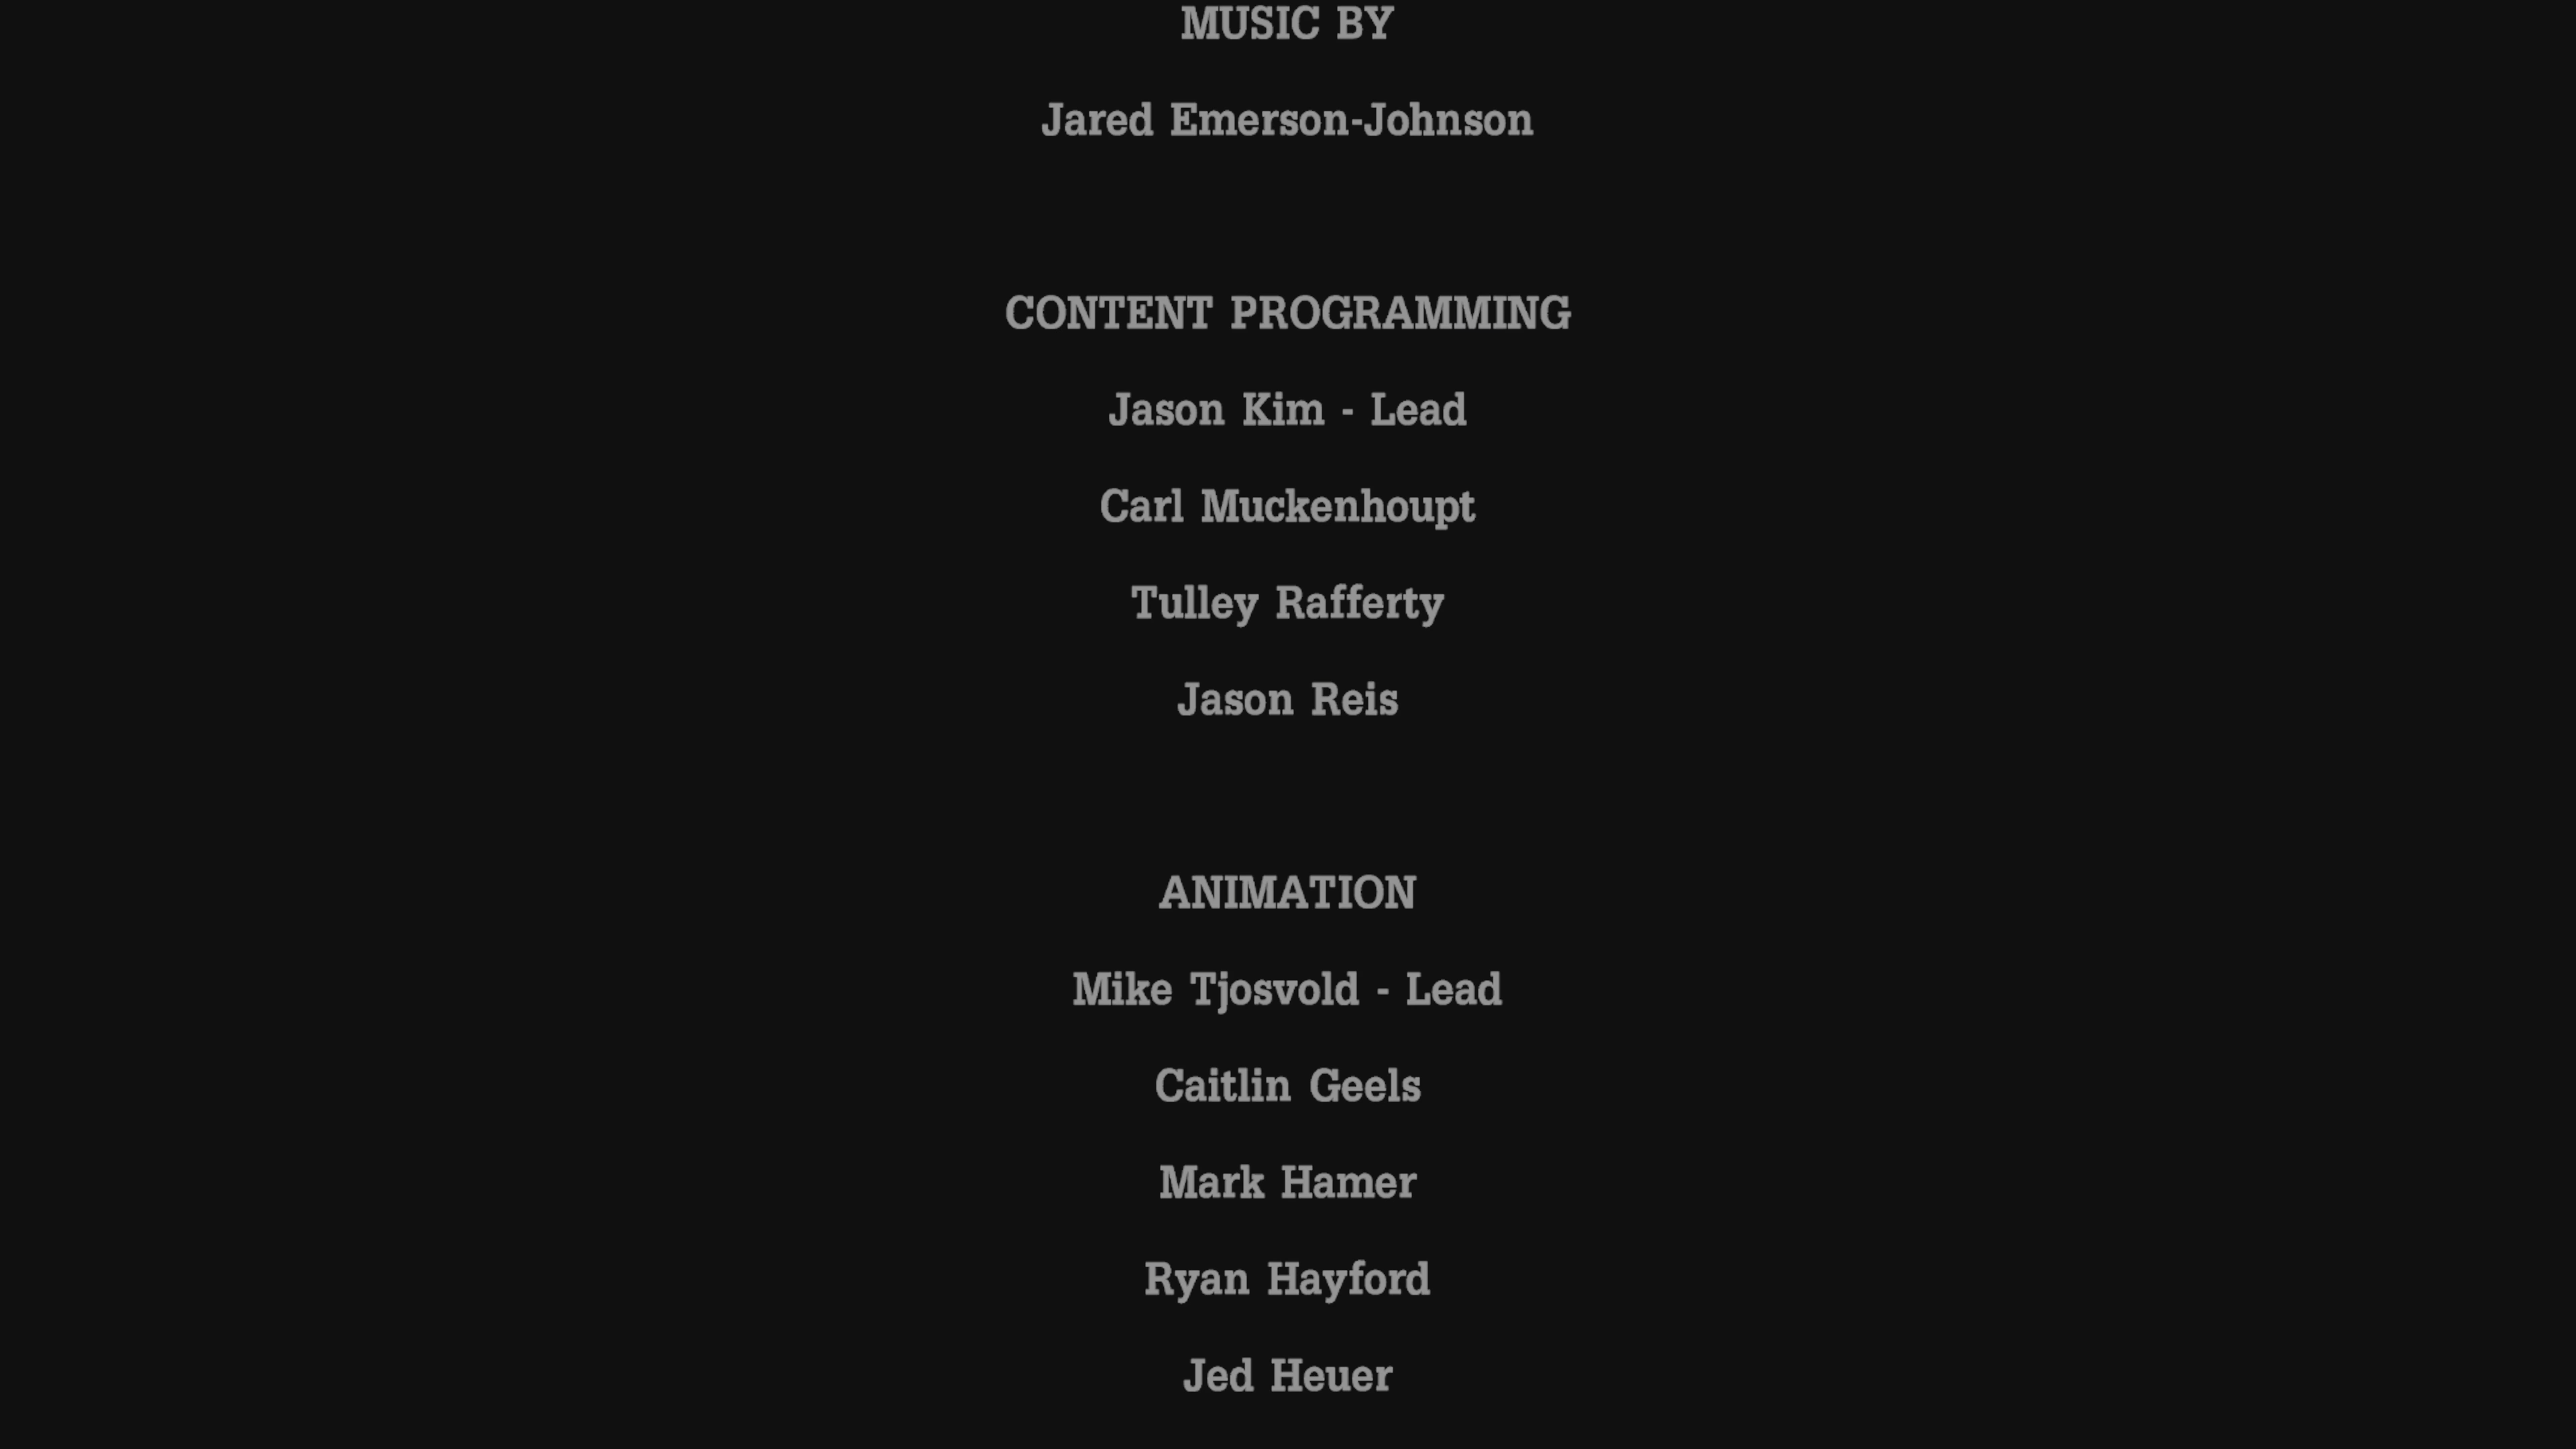 MUSIC BY
Jared Emerson-Johnson
CONTENT PROGRAMMING
Jason Kim - Lead
Carl Muckenhoupt
Tulley Rafferty
Jason Reis
ANIMATION
Mike Tjosvold - Lead
Caitlin Geels
Mark Hamer
Ryan Hayford
Jed Heuer